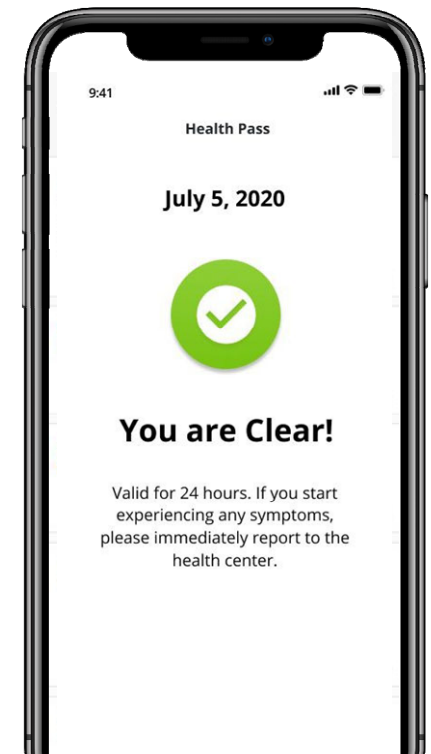 9:41
Health Pass
July 5, 2020
You are Clear!
Valid for 24 hours. If you start
experiencing any symptoms,
please immediately report to the
health center.